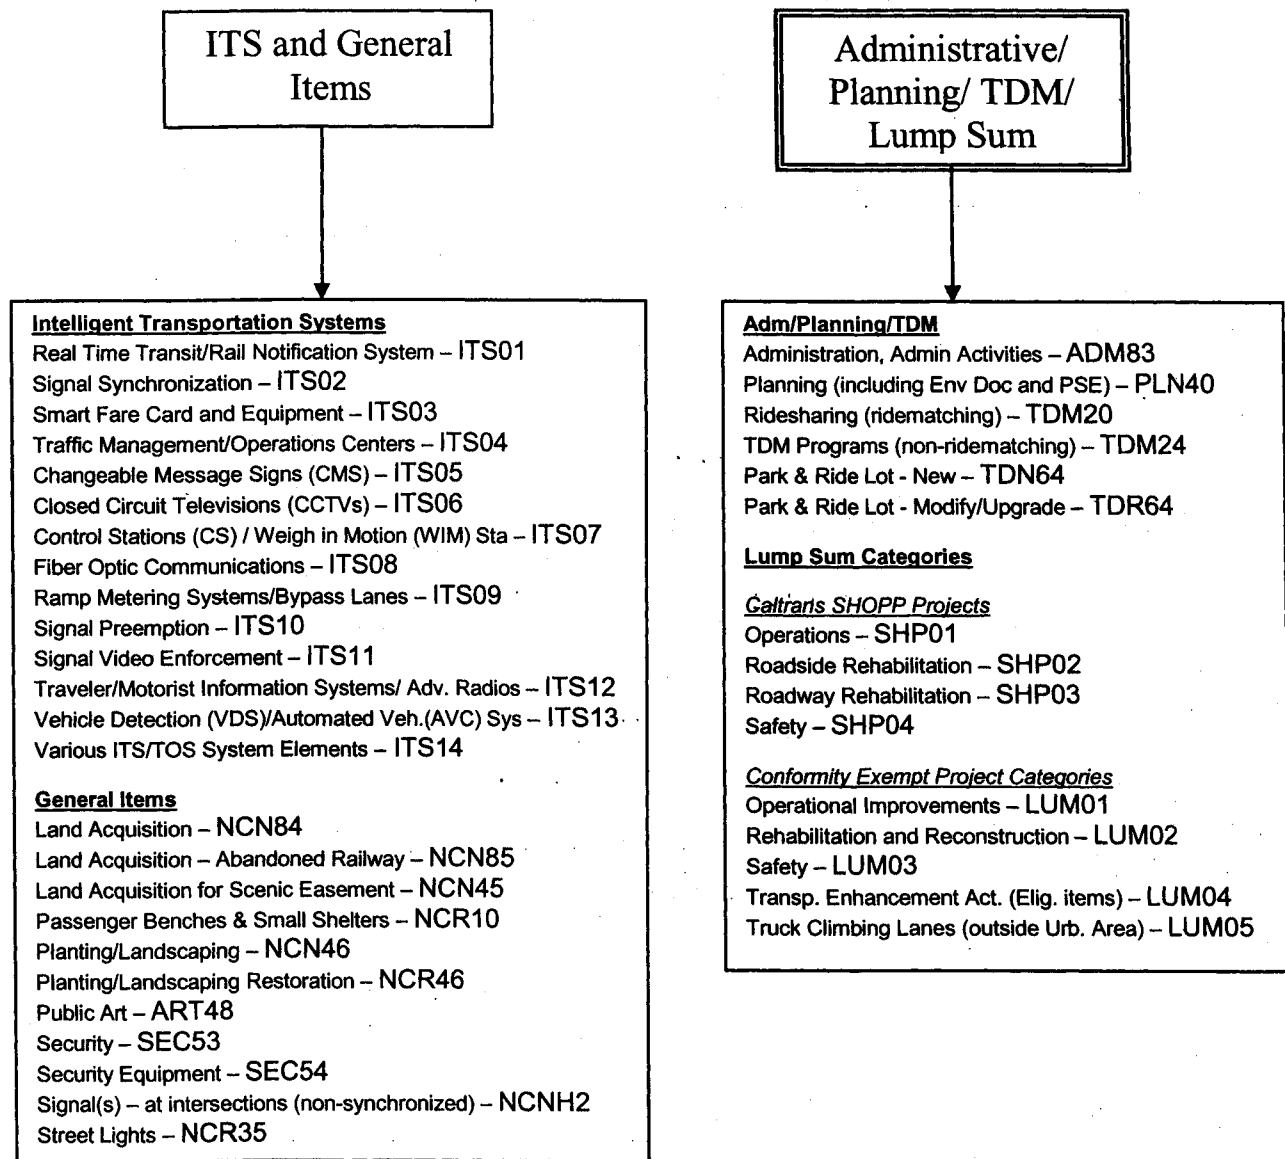 ITS and General
Items
Administrative/
Planning/ TDM/
Lump Sum
Intelligent Transportation Systems
Real Time Transit/Rail Notification System – ITS01
Signal Synchronization – ITS02
Smart Fare Card and Equipment – ITS03
Traffic Management/Operations Centers – ITS04
Changeable Message Signs (CMS) – ITS05
Closed Circuit Televisions (CCTVs) – ITS06
Control Stations (CS) / Weigh in Motion (WIM) Sta – ITS07
Fiber Optic Communications – ITS08
Ramp Metering Systems/Bypass Lanes – ITS09
Signal Preemption – ITS10
Signal Video Enforcement – ITS11
Traveler/Motorist Information Systems/ Adv. Radios – ITS12
Vehicle Detection (VDS)/Automated Veh.(AVC) Sys – ITS13
Various ITS/TOS System Elements – ITS14
General Items
Land Acquisition – NCN84
Land Acquisition – Abandoned Railway – NCN85
Land Acquisition for Scenic Easement – NCN45
Passenger Benches & Small Shelters – NCR10
Planting/Landscaping – NCN46
Planting/Landscaping Restoration – NCR46
Public Art – ART48
Security – SEC53
Security Equipment – SEC54
Signal(s) – at intersections (non-synchronized) – NCNH2
Street Lights – NCR35
Adm/Planning/TDM
Administration, Admin Activities – ADM83
Planning (including Env Doc and PSE) – PLN40
Ridesharing (ridematching) – TDM20
TDM Programs (non-ridematching) – TDM24
Park & Ride Lot - New – TDN64
Park & Ride Lot - Modify/Upgrade – TDR64
Lump Sum Categories
Caltrans SHOPP Projects
Operations – SHP01
Roadside Rehabilitation – SHP02
Roadway Rehabilitation – SHP03
Safety – SHP04
Conformity Exempt Project Categories
Operational Improvements – LUM01
Rehabilitation and Reconstruction – LUM02
Safety – LUM03
Transp. Enhancement Act. (Elig. items) – LUM04
Truck Climbing Lanes (outside Urb. Area) – LUM05